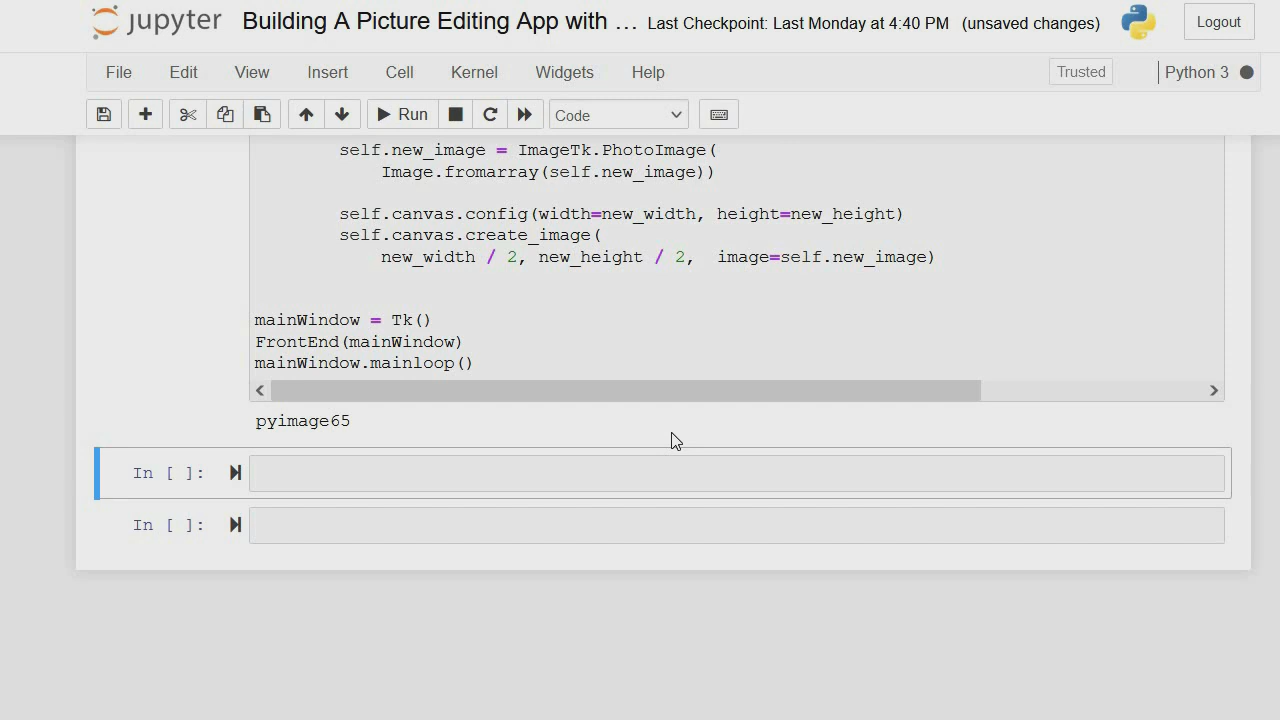 jupyter Building A Picture Editing App with ... Last Checkpoint: Last Monday at 4:40 PM (unsaved changes) Logout
File Edit View Insert Cell Kernel Widgets Help Trusted Python 3
Run Code
self.new_image = ImageTk.PhotoImage(
Image.fromarray(self.new_image))
self.canvas.config(width=new_width, height=new_height)
self.canvas.create_image(
new_width / 2, new_height / 2,  image=self.new_image)
mainWindow = Tk()
FrontEnd(mainWindow)
mainWindow.mainloop()
pyimage65
In [ ]:
In [ ]: